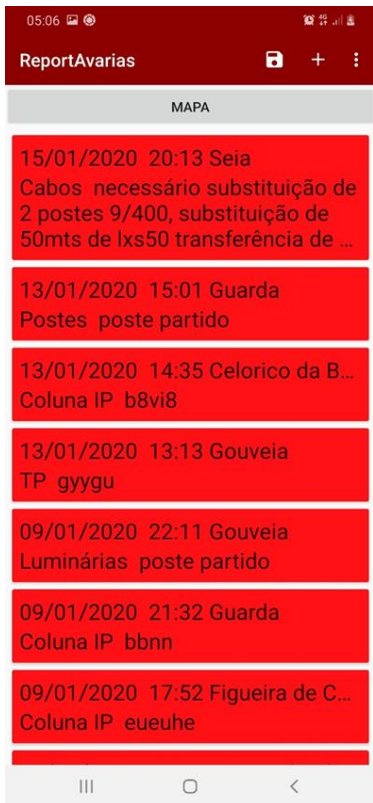 05:06
4G
ReportAvarias
MAPA
15/01/2020 20:13 Seia
Cabos necessário substituição de
2 postes 9/400, substituição de
50mts de lxs50 transferência de ...
13/01/2020 15:01 Guarda
Postes poste partido
13/01/2020 14:35 Celorico da B...
Coluna IP b8vi8
13/01/2020 13:13 Gouveia
TP gyygu
09/01/2020 22:11 Gouveia
Luminárias poste partido
09/01/2020 21:32 Guarda
Coluna IP bbnn
09/01/2020 17:52 Figueira de C...
Coluna IP eueuhe